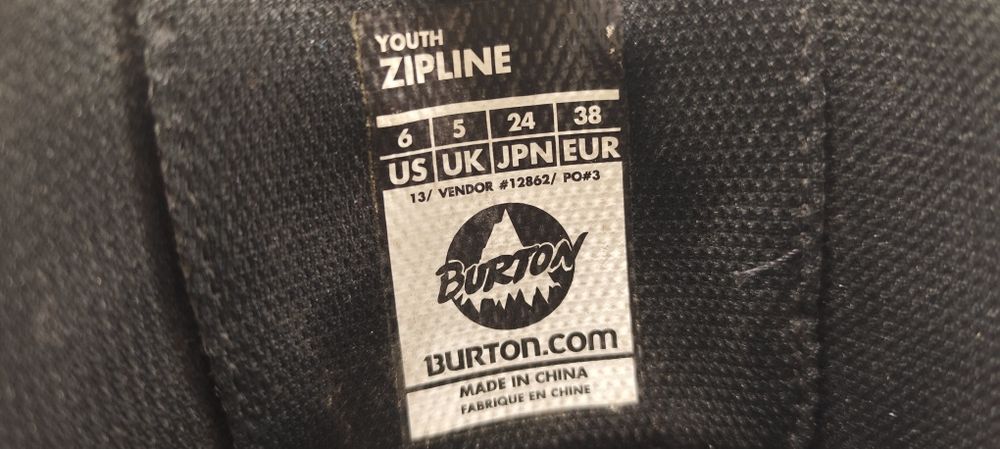 YOUTH
ZIPLINE
6 5 24 38
US UK JPN EUR
13/ VENDOR #12862/ PO#3
BURTON
BURTON.COM
MADE IN CHINA
FABRIQUE EN CHINE